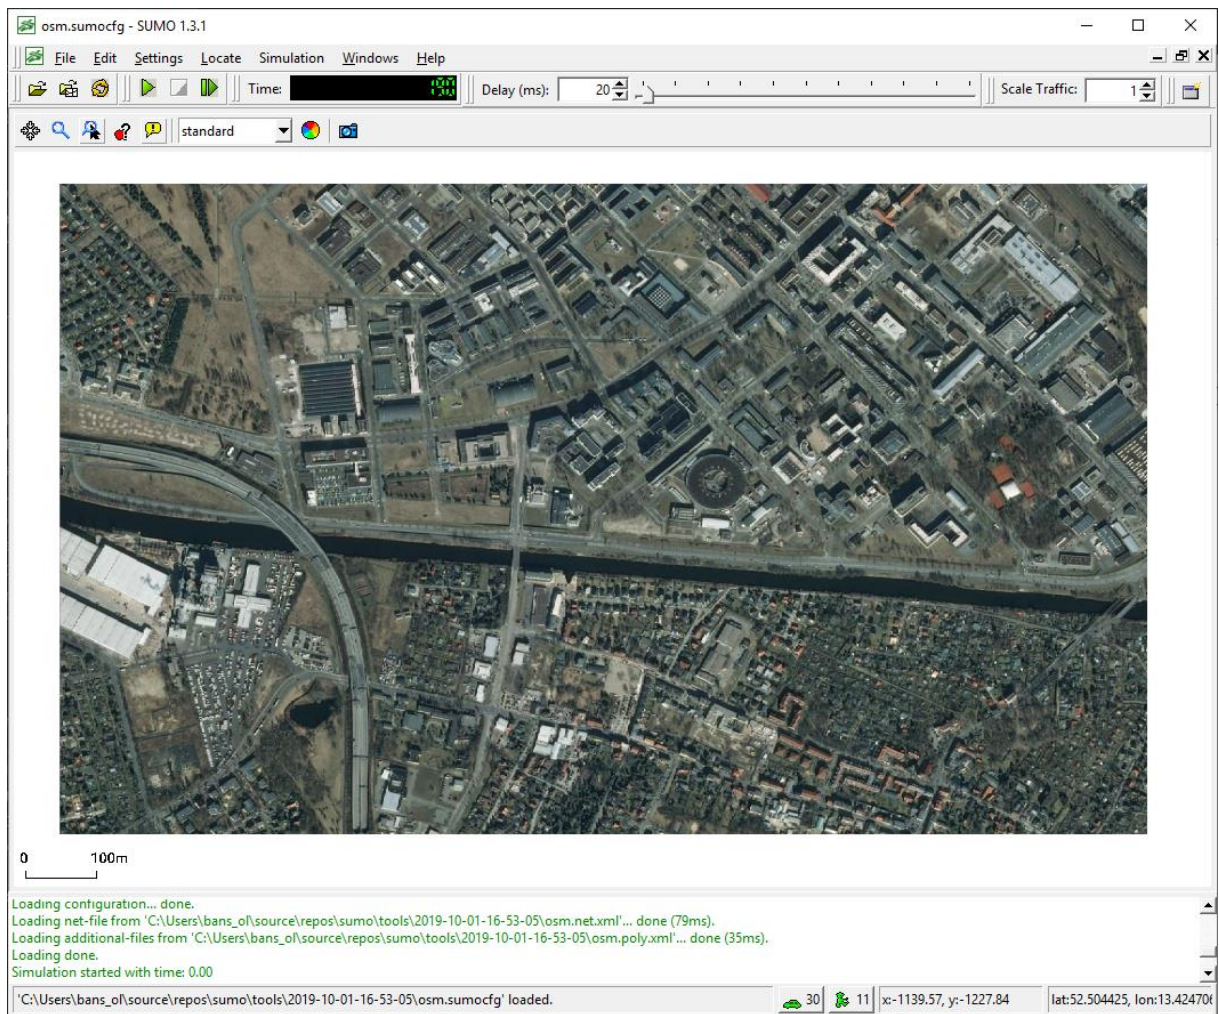 osm.sumocfg - SUMO 1.3.1
File Edit Settings Locate Simulation Windows Help
Time: 190 Delay (ms): 20 Scale Traffic: 1
standard
0 100m
Loading configuration... done.
Loading net-file from 'C:\Users\bans_ol\source\repos\sumo\tools\2019-10-01-16-53-05\osm.net.xml'... done (79ms).
Loading additional-files from 'C:\Users\bans_ol\source\repos\sumo\tools\2019-10-01-16-53-05\osm.poly.xml'... done (35ms).
Loading done.
Simulation started with time: 0.00
'C:\Users\bans_ol\source\repos\sumo\tools\2019-10-01-16-53-05\osm.sumocfg' loaded. 30 11 x:-1139.57, y:-1227.84 lat:52.504425, lon:13.424706